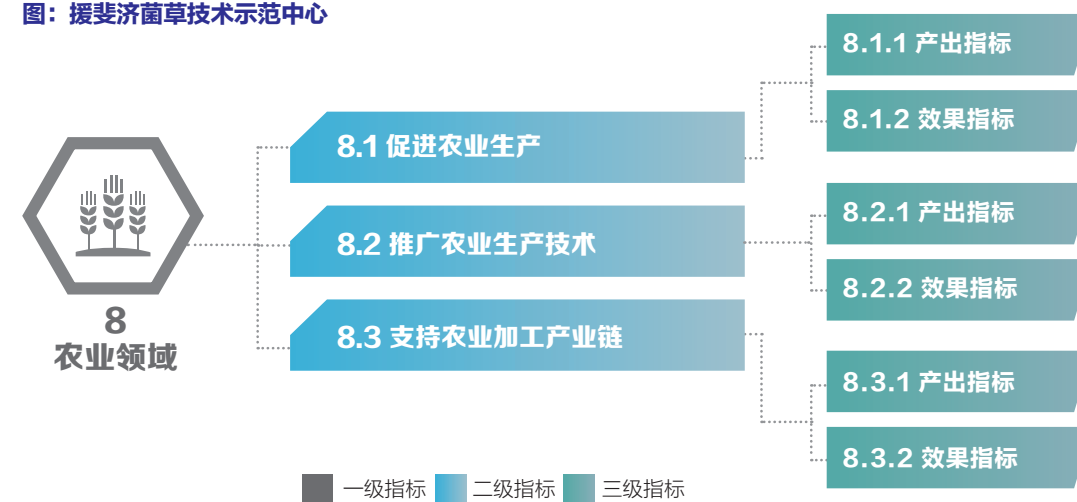 图：援斐济菌草技术示范中心
8
农业领域
8.1 促进农业生产
8.2 推广农业生产技术
8.3 支持农业加工产业链
8.1.1 产出指标
8.1.2 效果指标
8.2.1 产出指标
8.2.2 效果指标
8.3.1 产出指标
8.3.2 效果指标
一级指标 二级指标 三级指标